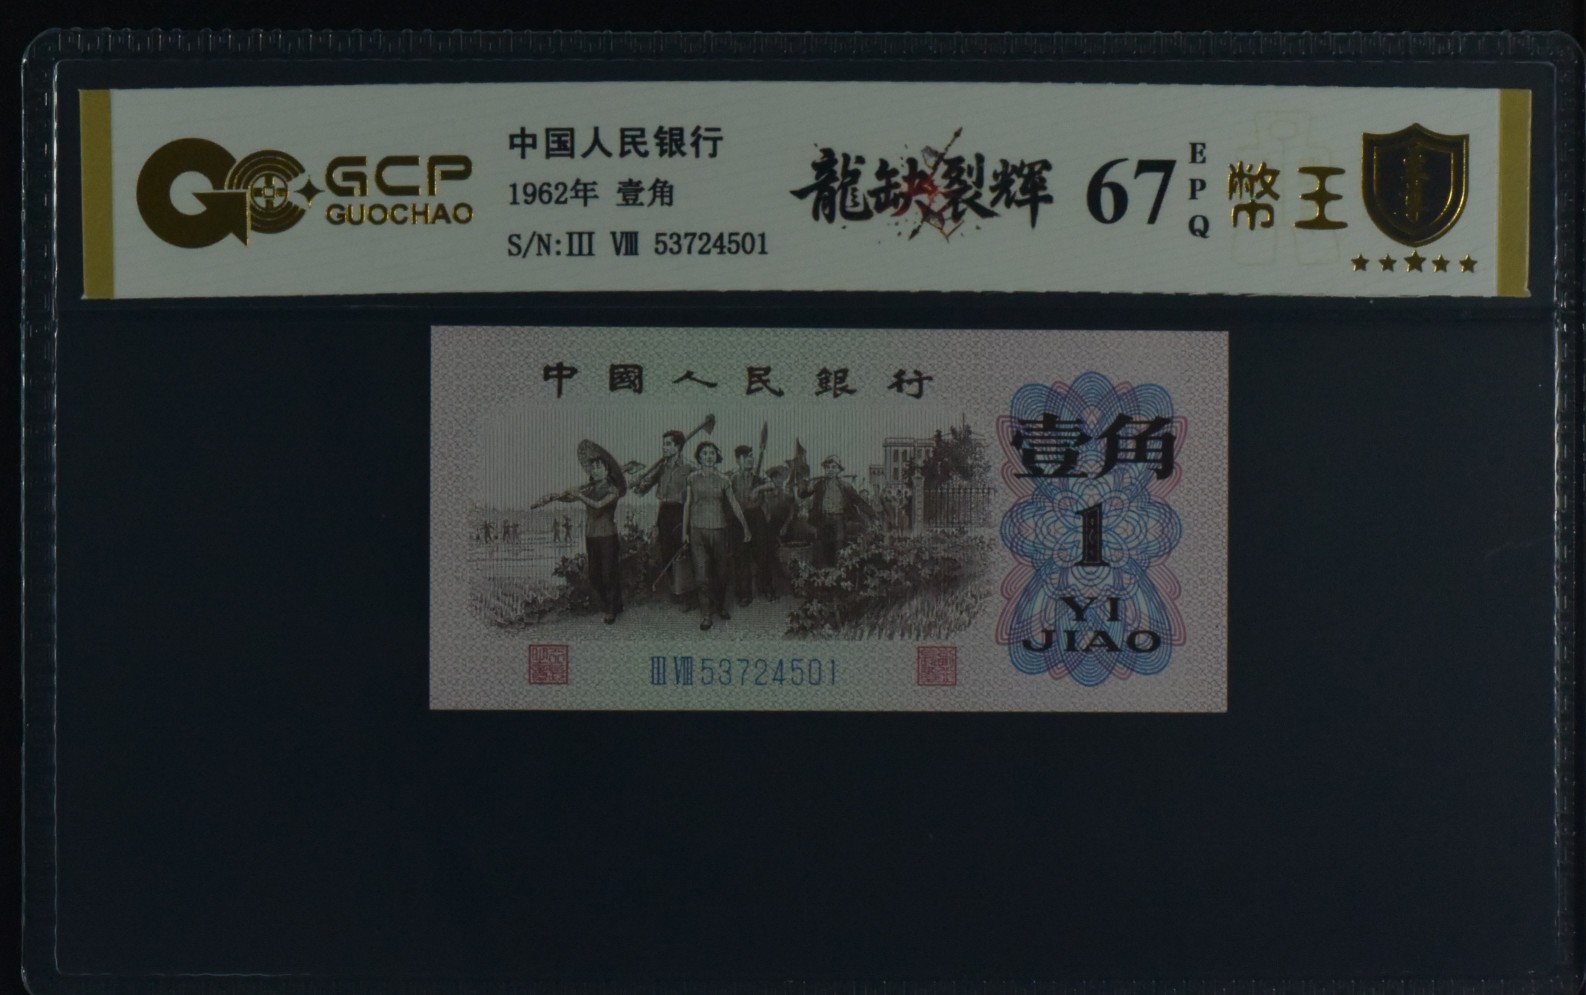 GCP
GUOCHAO
中国人民银行
1962年 壹角
S/N:III VIII 53724501
龍缺裂辉
67
EPQ
幣王
中國人民銀行
壹角
1
YI
JIAO
III VIII 53724501